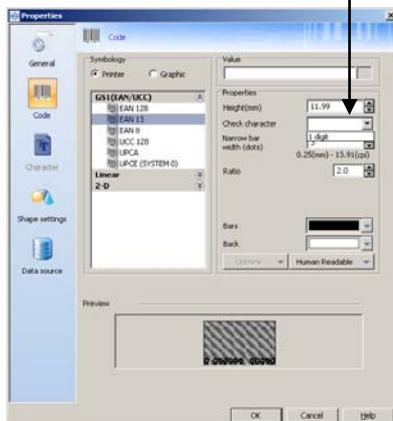 Properties
Code
General
Code
Character
Shape settings
Data source
Symbology
Printer
Graphic
GS1(EAN/UCC)
EAN 128
EAN 13
EAN 8
UCC 128
UPCA
UPCE (SYSTEM 0)
Linear
2-D
Value
Properties
Height(mm)
11.99
Check character
1 digit
Narrow bar
width (dots)
0.25(mm) - 13.91(cpi)
Ratio
2.0
Bars
Back
Options
Human Readable
Preview
OK
Cancel
Help